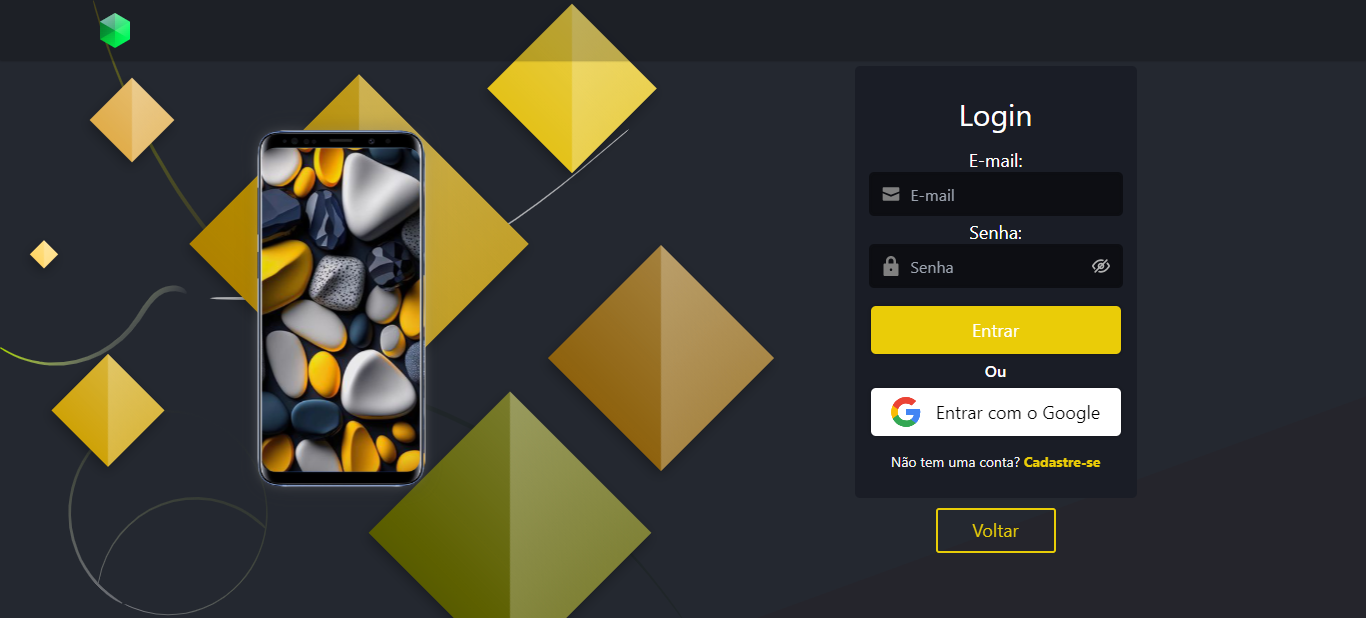 Login
E-mail:
E-mail
Senha:
Senha
Entrar
Ou
Entrar com o Google
Não tem uma conta? Cadastre-se
Voltar